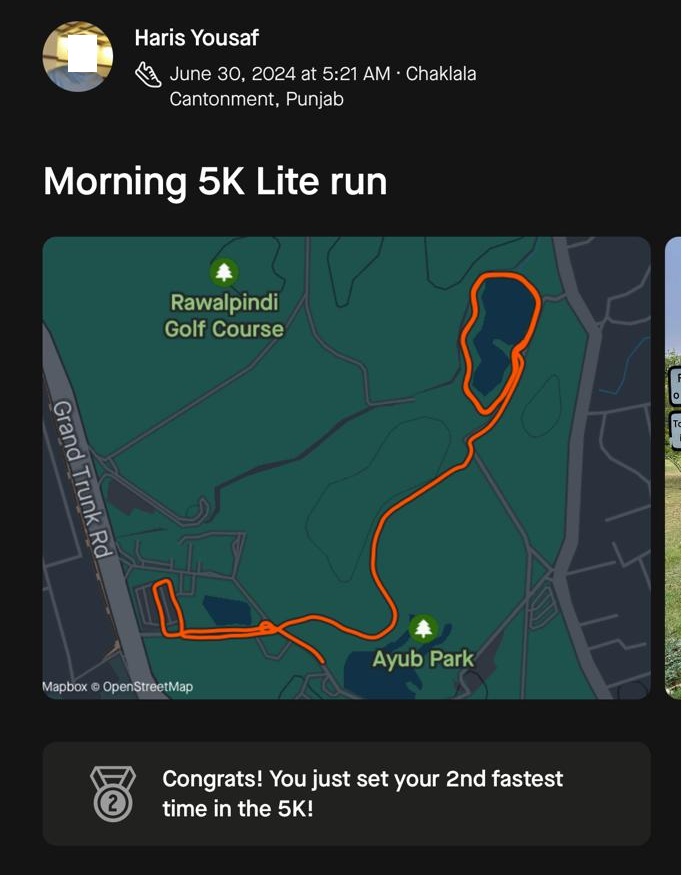 Haris Yousaf
June 30, 2024 at 5:21 AM · Chaklala
Cantonment, Punjab
Morning 5K Lite run
Rawalpindi
Golf Course
Grand Trunk Rd
Ayub Park
Mapbox © OpenStreetMap
2
Congrats! You just set your 2nd fastest
time in the 5K!